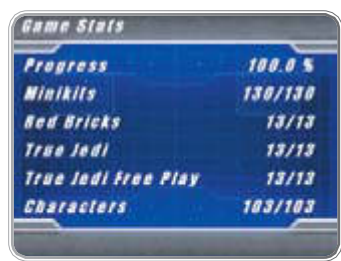 Game Stats
Progress 100.0 %
Minikits 130/130
Red Bricks 13/13
True Jedi 13/13
True Jedi Free Play 13/13
Characters 103/103